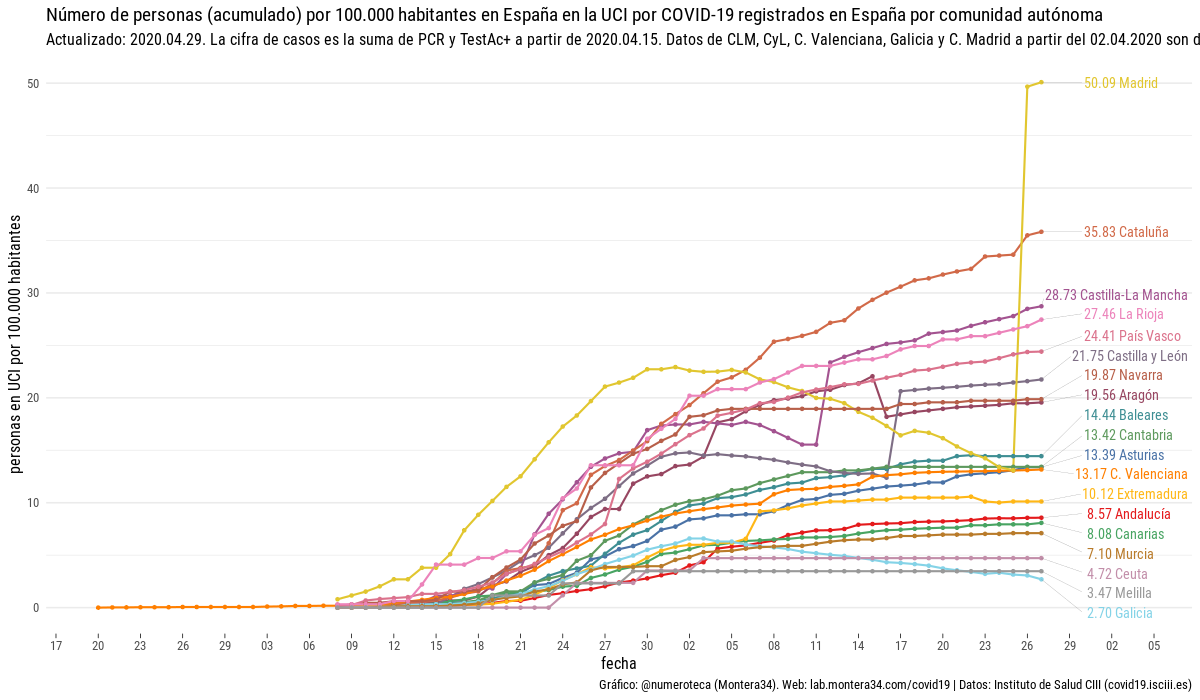 Número de personas (acumulado) por 100.000 habitantes en España en la UCI por COVID-19 registrados en España por comunidad autónoma
Actualizado: 2020.04.29. La cifra de casos es la suma de PCR y TestAc+ a partir de 2020.04.15. Datos de CLM, CyL, C. Valenciana, Galicia y C. Madrid a partir del 02.04.2020 son d
personas en UCI por 100.000 habitantes
50
40
30
20
10
0
50.09 Madrid
35.83 Cataluña
28.73 Castilla-La Mancha
27.46 La Rioja
24.41 País Vasco
21.75 Castilla y León
19.87 Navarra
19.56 Aragón
14.44 Baleares
13.42 Cantabria
13.39 Asturias
13.17 C. Valenciana
10.12 Extremadura
8.57 Andalucía
8.08 Canarias
7.10 Murcia
4.72 Ceuta
3.47 Melilla
2.70 Galicia
17 20 23 26 29 03 06 09 12 15 18 21 24 27 30 02 05 08 11 14 17 20 23 26 29 02 05
fecha
Gráfico: @numeroteca (Montera34). Web: lab.montera34.com/covid19 | Datos: Instituto de Salud CIII (covid19.isciii.es)